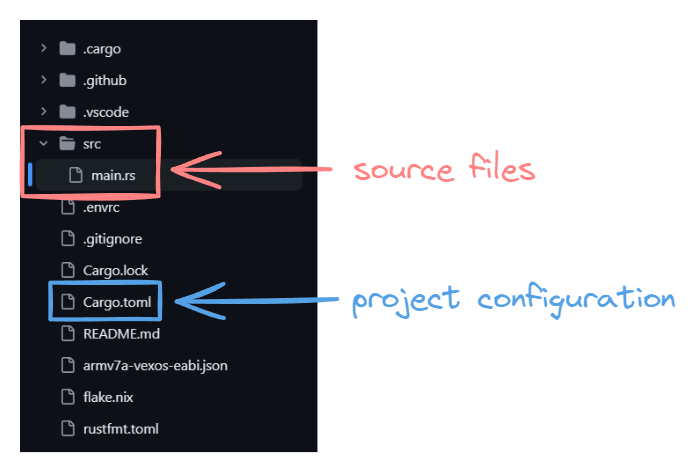 .cargo
.github
.vscode
src
main.rs
source files
.envrc
.gitignore
Cargo.lock
Cargo.toml
project configuration
README.md
armv7a-vexos-eabi.json
flake.nix
rustfmt.toml